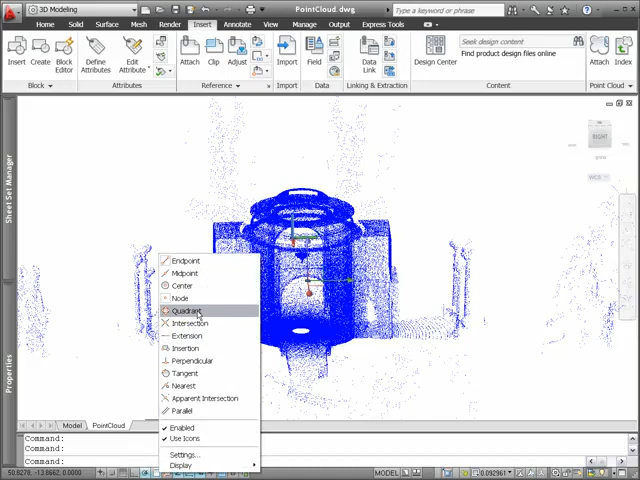 3D Modeling
PointCloud.dwg
Type a keyword or phrase
Home Solid Surface Mesh Render Insert Annotate View Manage Output Express Tools
Insert Create Block Editor Define Attributes Edit Attribute Attach Clip Adjust Import Field Data Link Design Center Attach Index
Seek design content
Find product design files online
Block Attributes Reference Import Data Linking & Extraction Content Point Cloud
Sheet Set Manager
Properties
RIGHT
WCS
Endpoint
Midpoint
Center
Node
Quadrant
Intersection
Extension
Insertion
Perpendicular
Tangent
Nearest
Apparent Intersection
Parallel
Enabled
Use Icons
Settings...
Display
Model PointCloud
Command:
Command:
Command:
50.8278, -13.8662, 0.0000
MODEL
0.092961